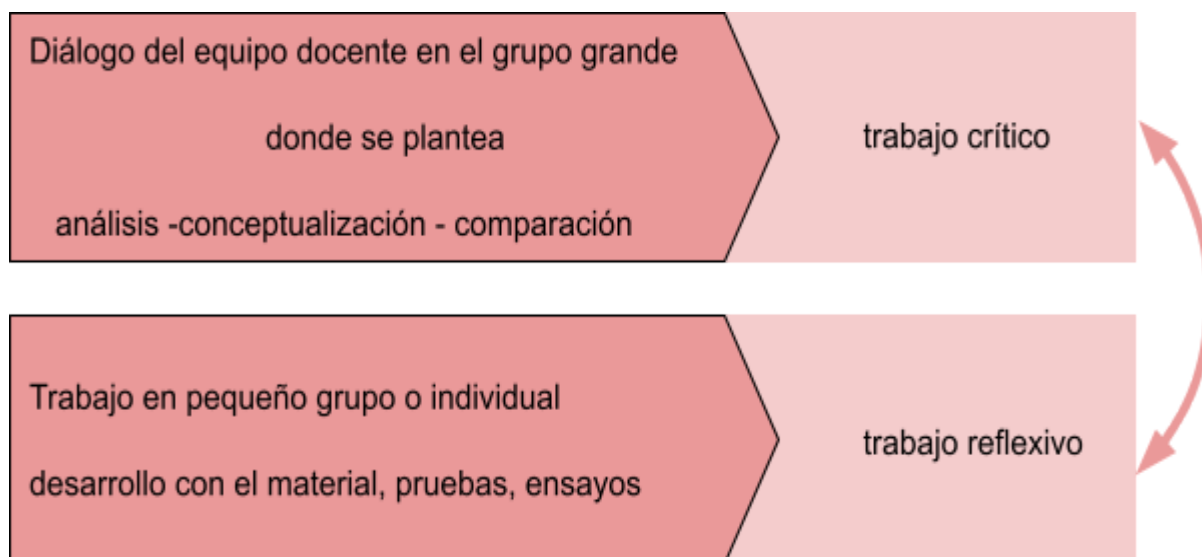 Diálogo del equipo docente en el grupo grande
donde se plantea
análisis -conceptualización - comparación
trabajo crítico
Trabajo en pequeño grupo o individual
desarrollo con el material, pruebas, ensayos
trabajo reflexivo